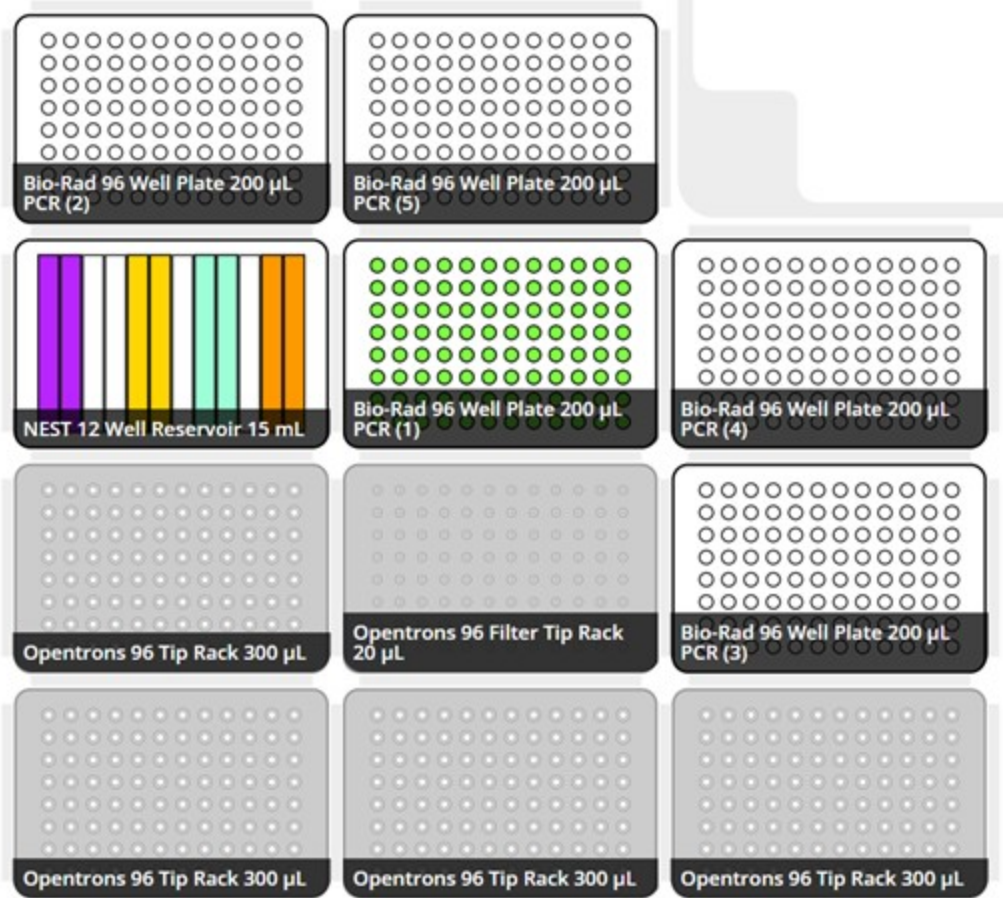 Bio-Rad 96 Well Plate 200 µL
PCR (2)
Bio-Rad 96 Well Plate 200 µL
PCR (5)
NEST 12 Well Reservoir 15 mL
Bio-Rad 96 Well Plate 200 µL
PCR (1)
Bio-Rad 96 Well Plate 200 µL
PCR (4)
Opentrons 96 Tip Rack 300 µL
Opentrons 96 Filter Tip Rack
20 µL
Bio-Rad 96 Well Plate 200 µL
PCR (3)
Opentrons 96 Tip Rack 300 µL
Opentrons 96 Tip Rack 300 µL
Opentrons 96 Tip Rack 300 µL